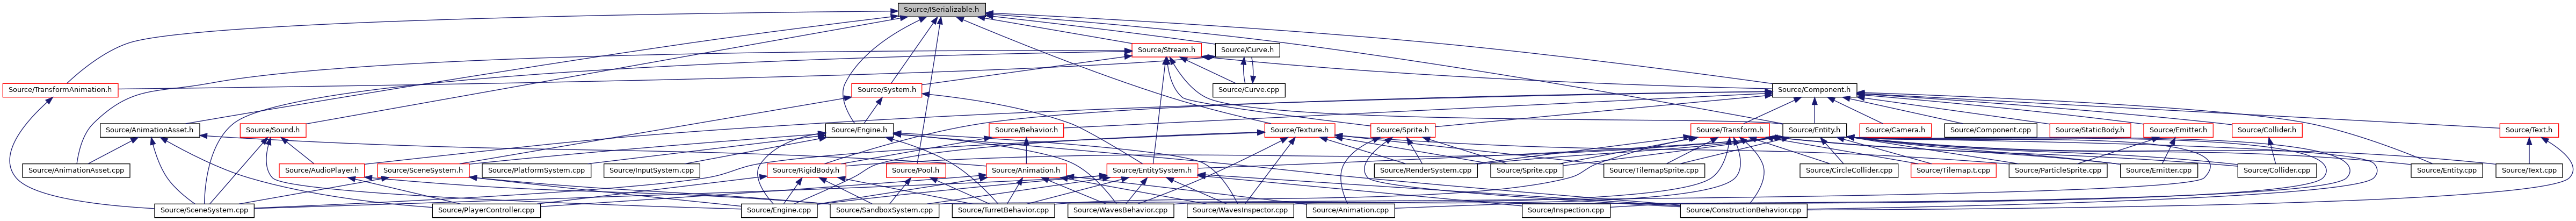 Source/ISerializable.h
Source/Stream.h
Source/Curve.h
Source/TransformAnimation.h
Source/System.h
Source/Curve.cpp
Source/Component.h
Source/AnimationAsset.h
Source/Sound.h
Source/Engine.h
Source/Behavior.h
Source/Texture.h
Source/Sprite.h
Source/Transform.h
Source/Entity.h
Source/Camera.h
Source/Component.cpp
Source/StaticBody.h
Source/Emitter.h
Source/Collider.h
Source/Text.h
Source/AnimationAsset.cpp
Source/AudioPlayer.h
Source/SceneSystem.h
Source/PlatformSystem.cpp
Source/InputSystem.cpp
Source/RigidBody.h
Source/Pool.h
Source/Animation.h
Source/EntitySystem.h
Source/RenderSystem.cpp
Source/Sprite.cpp
Source/TilemapSprite.cpp
Source/CircleCollider.cpp
Source/Tilemap.t.cpp
Source/ParticleSprite.cpp
Source/Emitter.cpp
Source/Collider.cpp
Source/Entity.cpp
Source/Text.cpp
Source/SceneSystem.cpp
Source/PlayerController.cpp
Source/Engine.cpp
Source/SandboxSystem.cpp
Source/TurretBehavior.cpp
Source/WavesBehavior.cpp
Source/WavesInspector.cpp
Source/Animation.cpp
Source/Inspection.cpp
Source/ConstructionBehavior.cpp